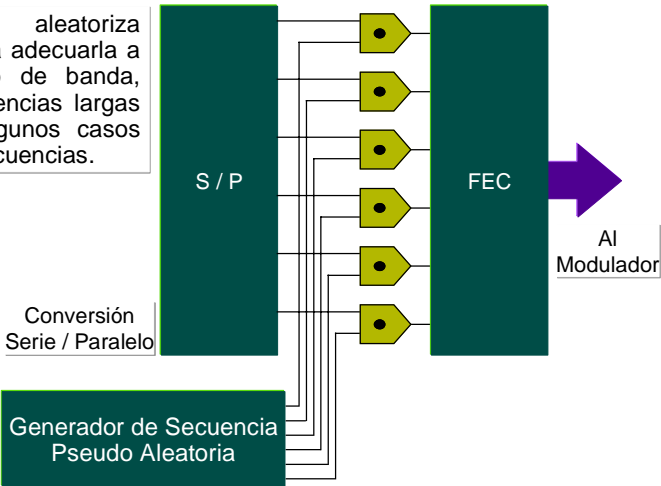 aleatoriza
adecuarla a
de banda,
encias largas
gunos casos
cuencias.
S / P
FEC
Al
Modulador
Conversión
Serie / Paralelo
Generador de Secuencia
Pseudo Aleatoria